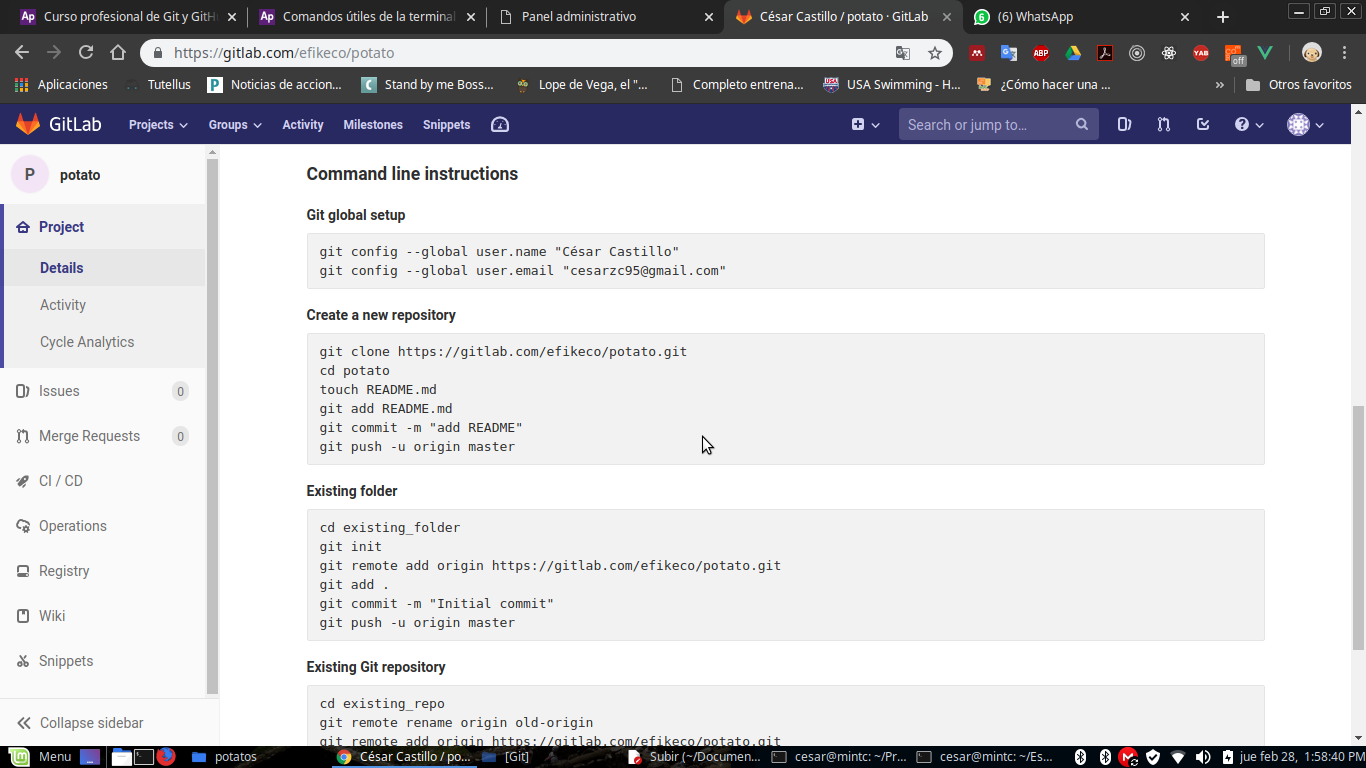 Curso profesional de Git y GitH
Comandos útiles de la terminal
Panel administrativo
César Castillo / potato · GitLab
(6) WhatsApp
https://gitlab.com/efikeco/potato
ABP
YAB
off
Aplicaciones
Tutellus
Noticias de accion...
Stand by me Boss...
Lope de Vega, el "...
Completo entrena...
USA Swimming - H...
¿Cómo hacer una ...
»
Otros favoritos
GitLab
Projects
Groups
Activity
Milestones
Snippets
Search or jump to...
P
potato
Project
Details
Activity
Cycle Analytics
Issues
0
Merge Requests
0
CI / CD
Operations
Registry
Wiki
Snippets
Collapse sidebar
Command line instructions
Git global setup
git config --global user.name "César Castillo"
git config --global user.email "cesarzc95@gmail.com"
Create a new repository
git clone https://gitlab.com/efikeco/potato.git
cd potato
touch README.md
git add README.md
git commit -m "add README"
git push -u origin master
Existing folder
cd existing_folder
git init
git remote add origin https://gitlab.com/efikeco/potato.git
git add .
git commit -m "Initial commit"
git push -u origin master
Existing Git repository
cd existing_repo
git remote rename origin old-origin
git remote add origin https://gitlab.com/efikeco/potato.git
Menu
potatos
César Castillo / po...
[Git]
Subir (~/Documen...
cesar@mintc: ~/Pr...
cesar@mintc: ~/Es...
jue feb 28, 1:58:40 PM